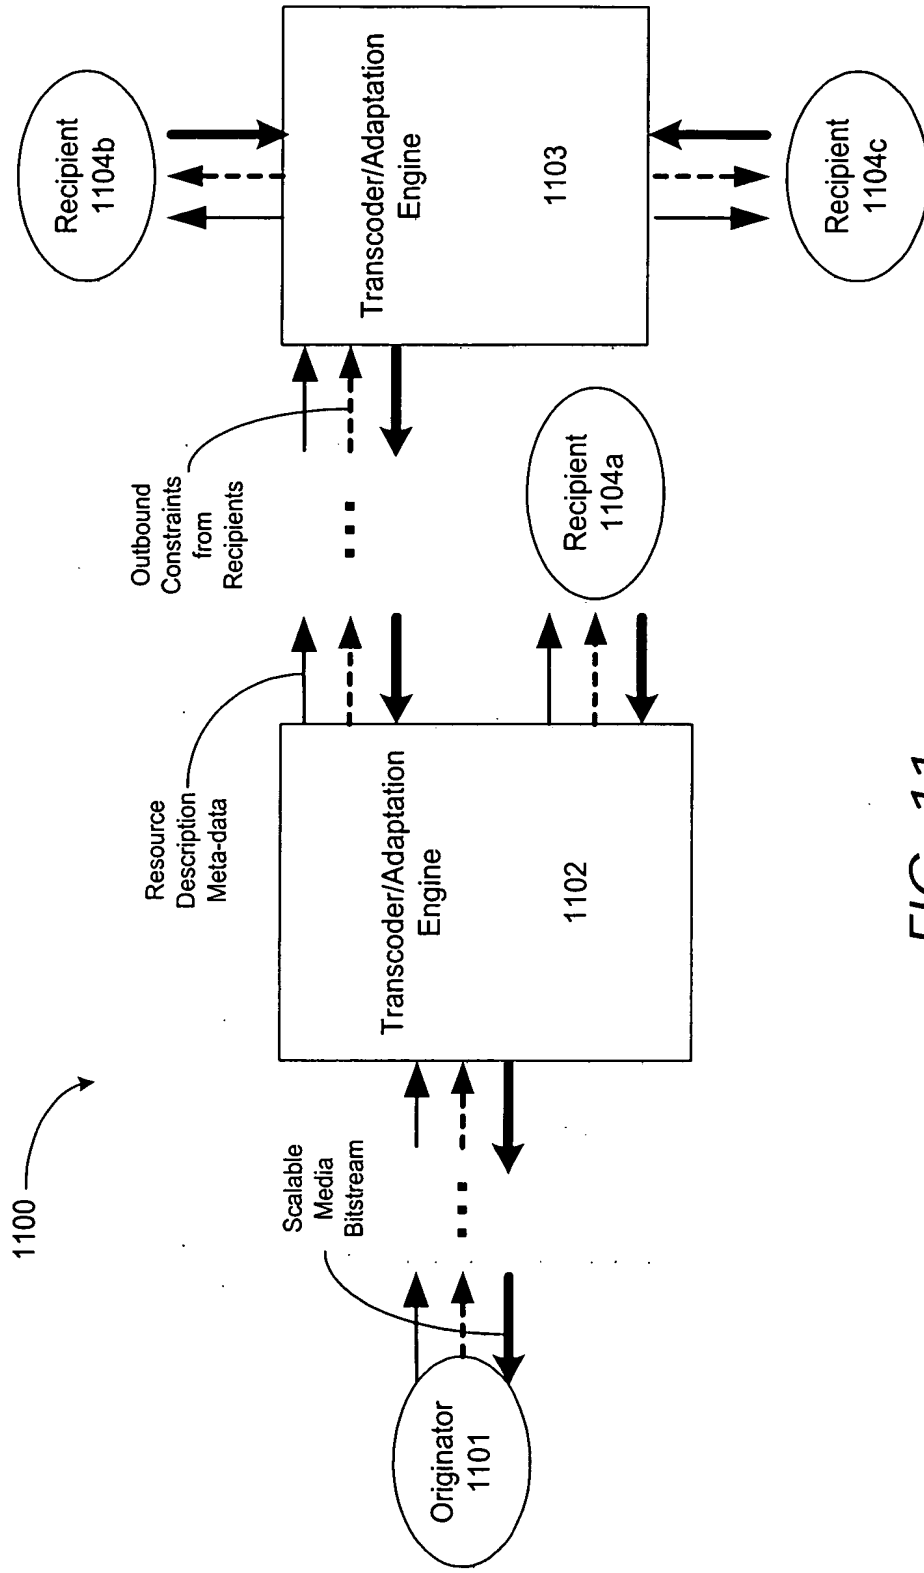 1100
Originator
1101
Scalable
Media
Bitstream
Transcoder/Adaptation
Engine
1102
Resource
Description
Meta-data
Outbound
Constraints
from
Recipients
Recipient
1104a
Transcoder/Adaptation
Engine
1103
Recipient
1104b
Recipient
1104c
FIG. 11